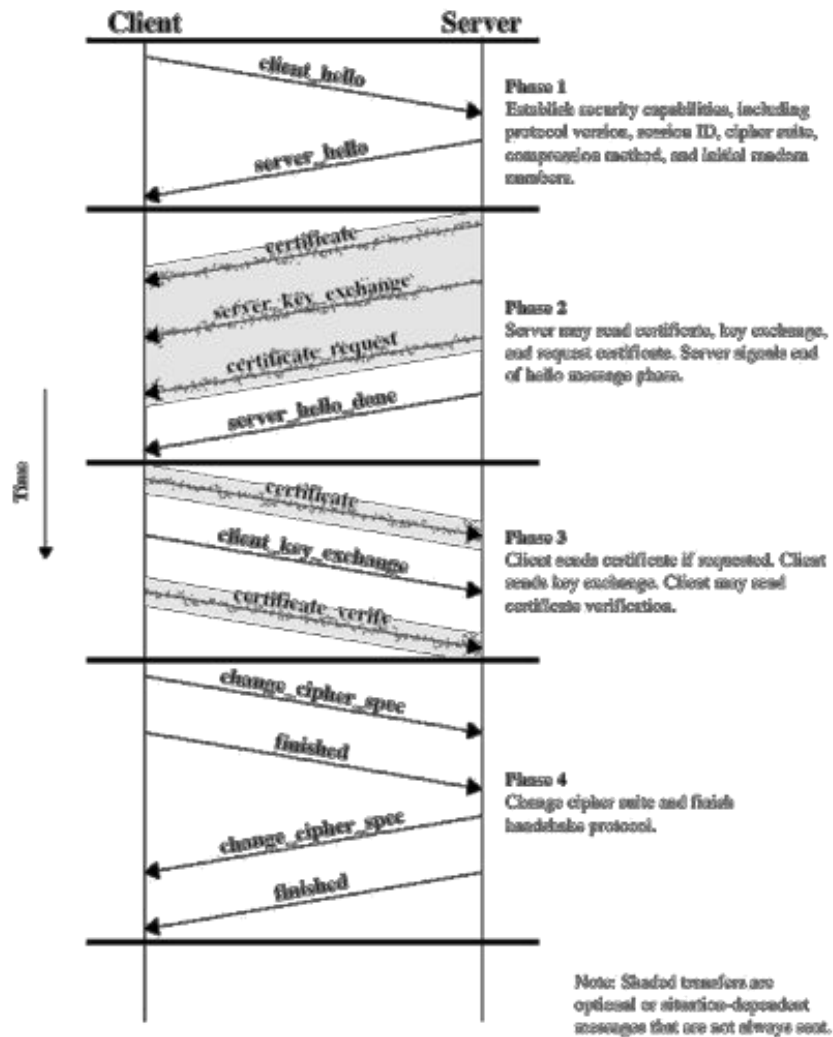 Client Server
client_hello
Phase 1
Establish security capabilities, including
protocol version, session ID, cipher suite,
compression method, and initial random
numbers.
server_hello
certificate
server_key_exchange
Phase 2
Server may send certificate, key exchange,
and request certificate. Server signals end
of hello message phase.
certificate_request
server_hello_done
Time
certificate
client_key_exchange
Phase 3
Client sends certificate if requested. Client
sends key exchange. Client may send
certificate verification.
certificate_verify
change_cipher_spec
finished
Phase 4
Change cipher suite and finish
handshake protocol.
change_cipher_spec
finished
Note: Shaded transfers are
optional or situation-dependent
messages that are not always sent.